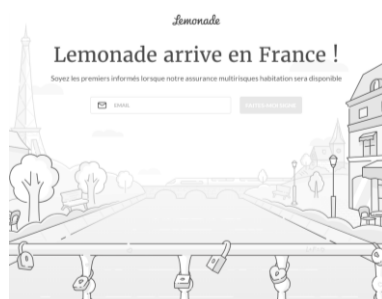 Lemonade
Lemonade arrive en France !
Soyez les premiers informés lorsque notre assurance multirisques habitation sera disponible
EMAIL